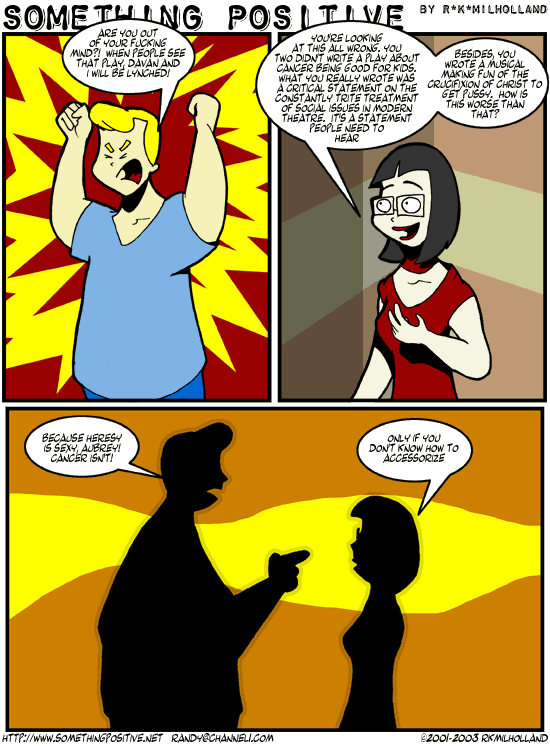 SOMETHING POSITIVE BY R*K*MILHOLLAND
ARE YOU OUT
OF YOUR FUCKING
MIND?! WHEN PEOPLE SEE
THAT PLAY, DAVAN AND
I WILL BE LYNCHED!
YOU'RE LOOKING
AT THIS ALL WRONG. YOU
TWO DIDN'T WRITE A PLAY ABOUT
CANCER BEING GOOD FOR KIDS.
WHAT YOU REALLY WROTE WAS
A CRITICAL STATEMENT ON THE
CONSTANTLY TRITE TREATMENT
OF SOCIAL ISSUES IN MODERN
THEATRE. IT'S A STATEMENT
PEOPLE NEED TO
HEAR
BESIDES, YOU
WROTE A MUSICAL
MAKING FUN OF THE
CRUCIFIXION OF CHRIST TO
GET PUSSY. HOW IS
THIS WORSE THAN
THAT?
BECAUSE HERESY
IS SEXY, AUBREY!
CANCER ISN'T!
ONLY IF YOU
DON'T KNOW HOW TO
ACCESSORIZE
HTTP://WWW.SOMETHINGPOSITIVE.NET RANDY@CHANNEL1.COM ©2001-2003 RKMILHOLLAND